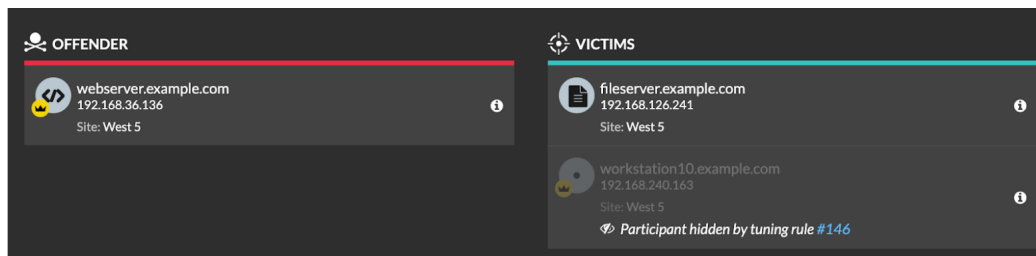 OFFENDER
webserver.example.com
192.168.36.136
Site: West 5
VICTIMS
fileserver.example.com
192.168.126.241
Site: West 5
workstation10.example.com
192.168.240.163
Site: West 5
Participant hidden by tuning rule #146